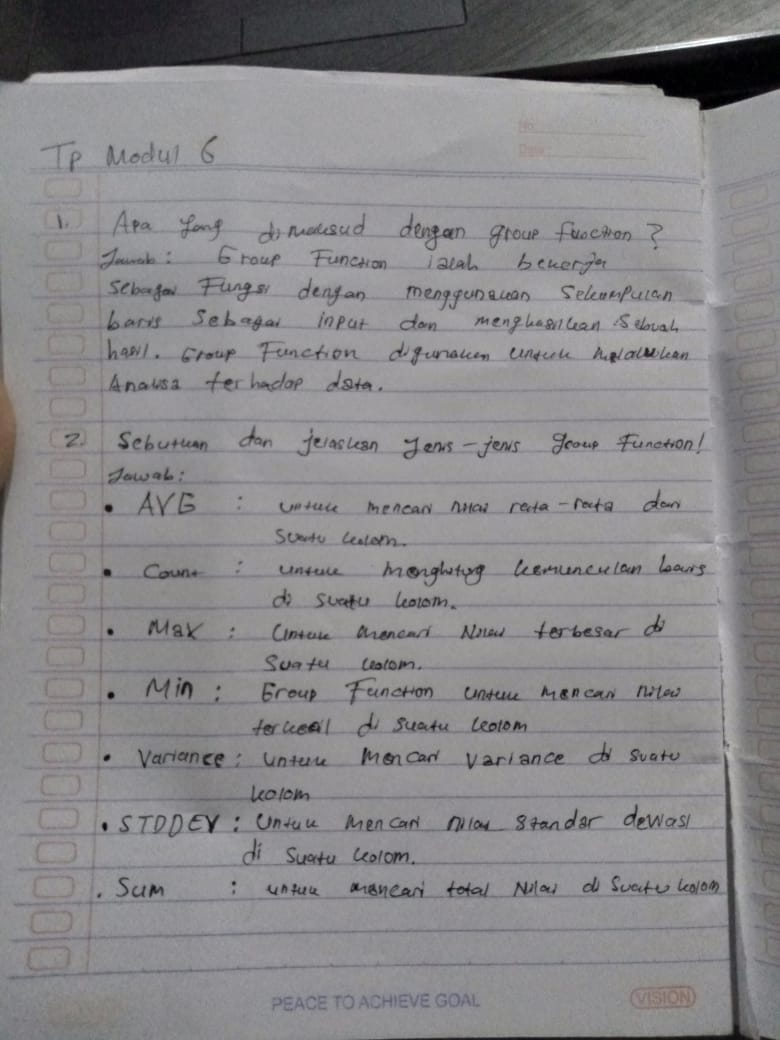 No:
Date:
Tp Modul 6
1. Apa yang dimaksud dengan group function?
Jawab: Group Function ialah bekerja
sebagai Fungsi dengan menggunakan sekumpulan
baris sebagai input dan menghasilkan sebuah
hasil. Group Function digunakan untuk melakukan
Analisa terhadap data.
2. Sebutkan dan jelaskan jenis-jenis group Function!
Jawab:
• AVG : untuk mencari nilai rata-rata dari
suatu kolom.
• Count : untuk menghitug kemunculan baris
di suatu kolom.
• Max : Untuk mencari Nilai terbesar di
suatu kolom.
• Min : Group Function untuk mencari nilai
terkecil di suatu kolom
• Variance : untuk mencari Variance di suatu
kolom
• STDDEV : Untuk mencari nilai standar deviasi
di suatu kolom.
. Sum : untuk mencari total Nilai di suatu kolom
PEACE TO ACHIEVE GOAL
VISION